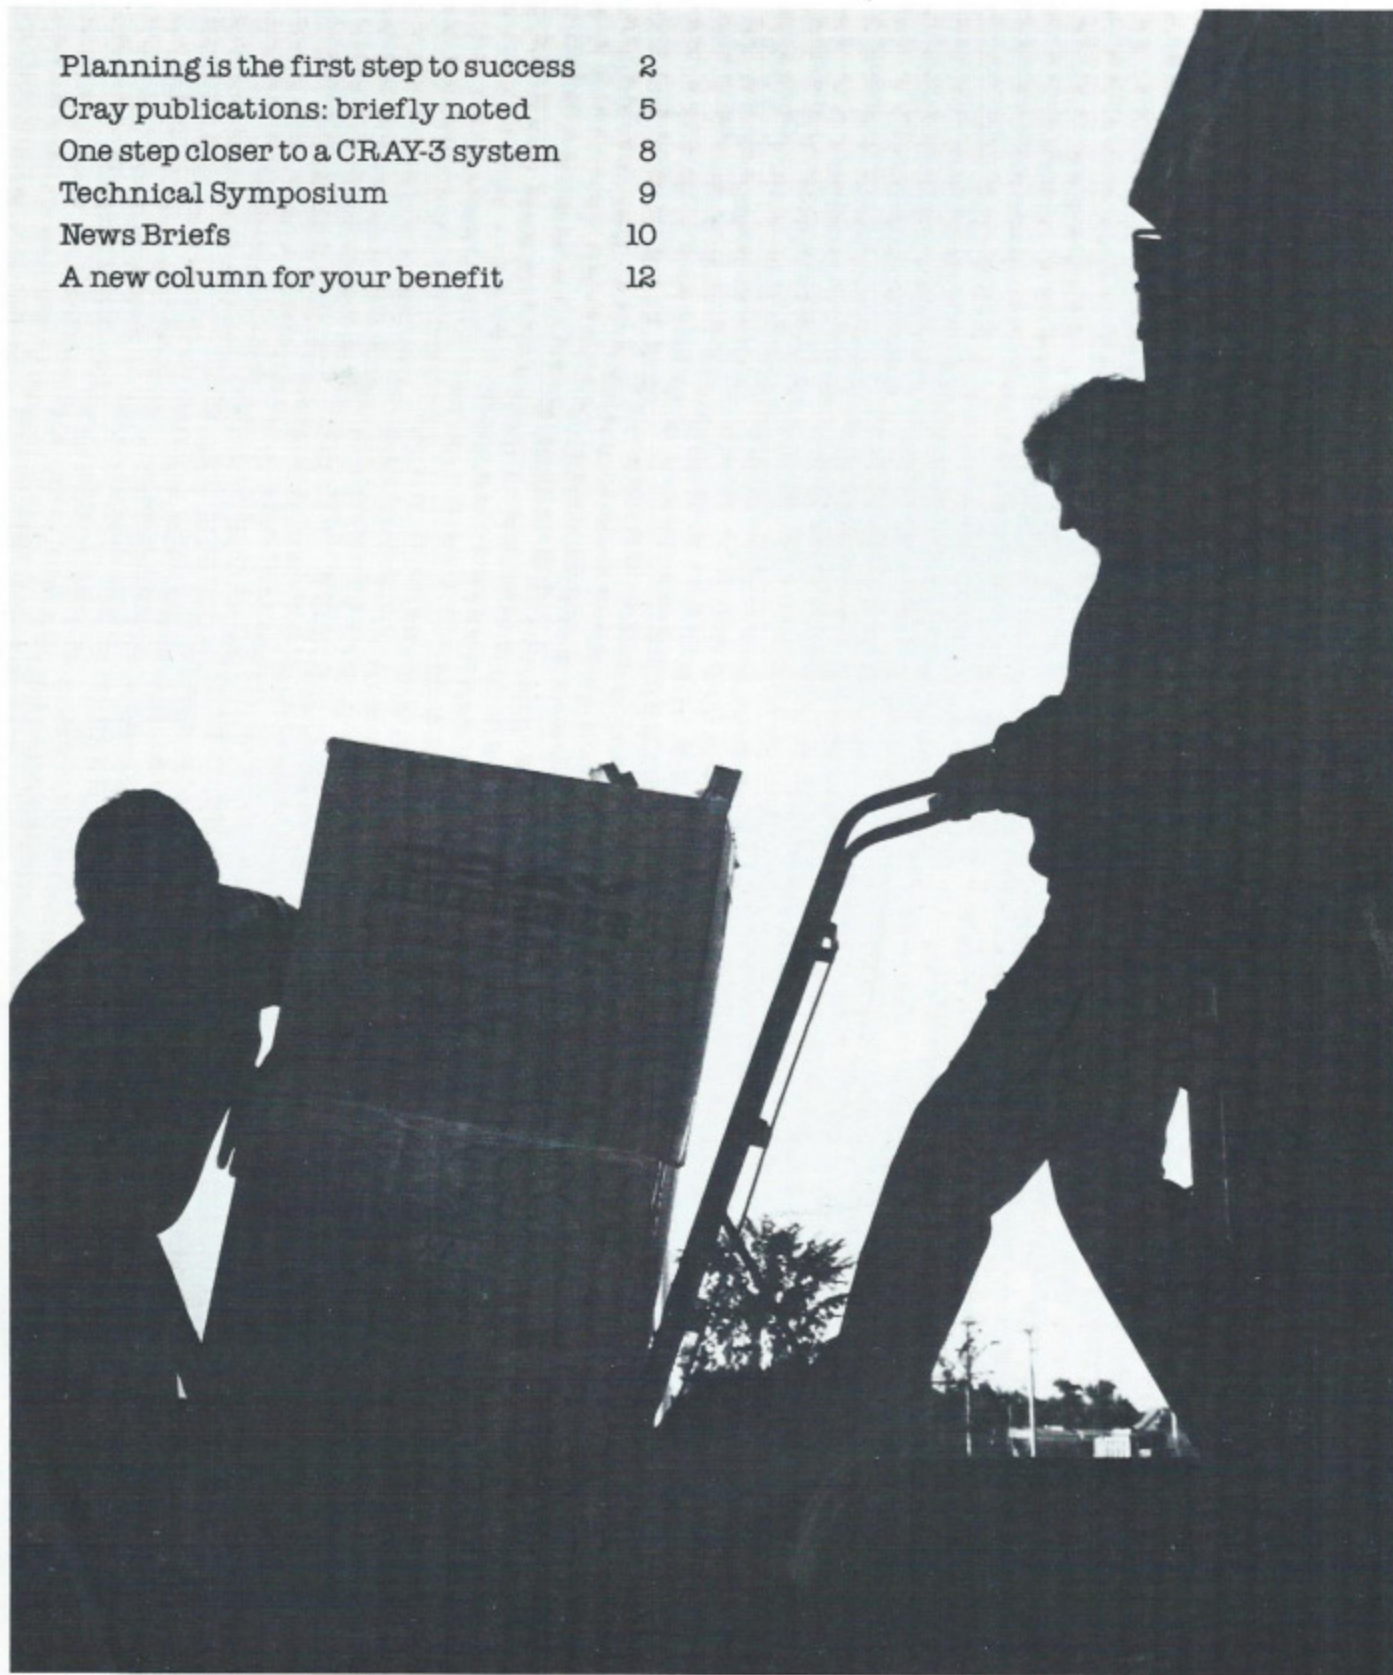 Planning is the first step to success 2
Cray publications: briefly noted 5
One step closer to a CRAY-3 system 8
Technical Symposium 9
News Briefs 10
A new column for your benefit 12